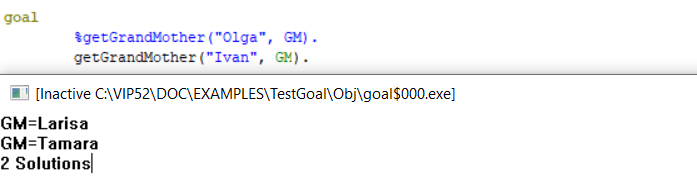 goal
%getGrandMother("Olga", GM).
getGrandMother("Ivan", GM).
[Inactive C:\VIP52\DOC\EXAMPLES\TestGoal\Obj\goal$000.exe]
GM=Larisa
GM=Tamara
2 Solutions